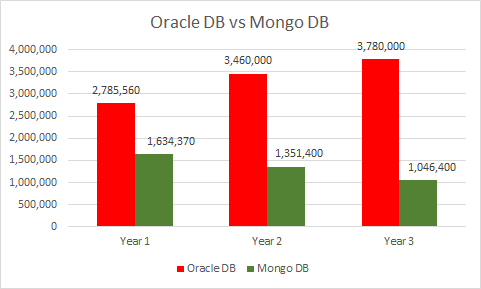 Oracle DB vs Mongo DB
4,000,000
3,500,000
3,000,000
2,500,000
2,000,000
1,500,000
1,000,000
500,000
0
2,785,560
1,634,370
3,460,000
1,351,400
3,780,000
1,046,400
Year 1
Year 2
Year 3
Oracle DB
Mongo DB